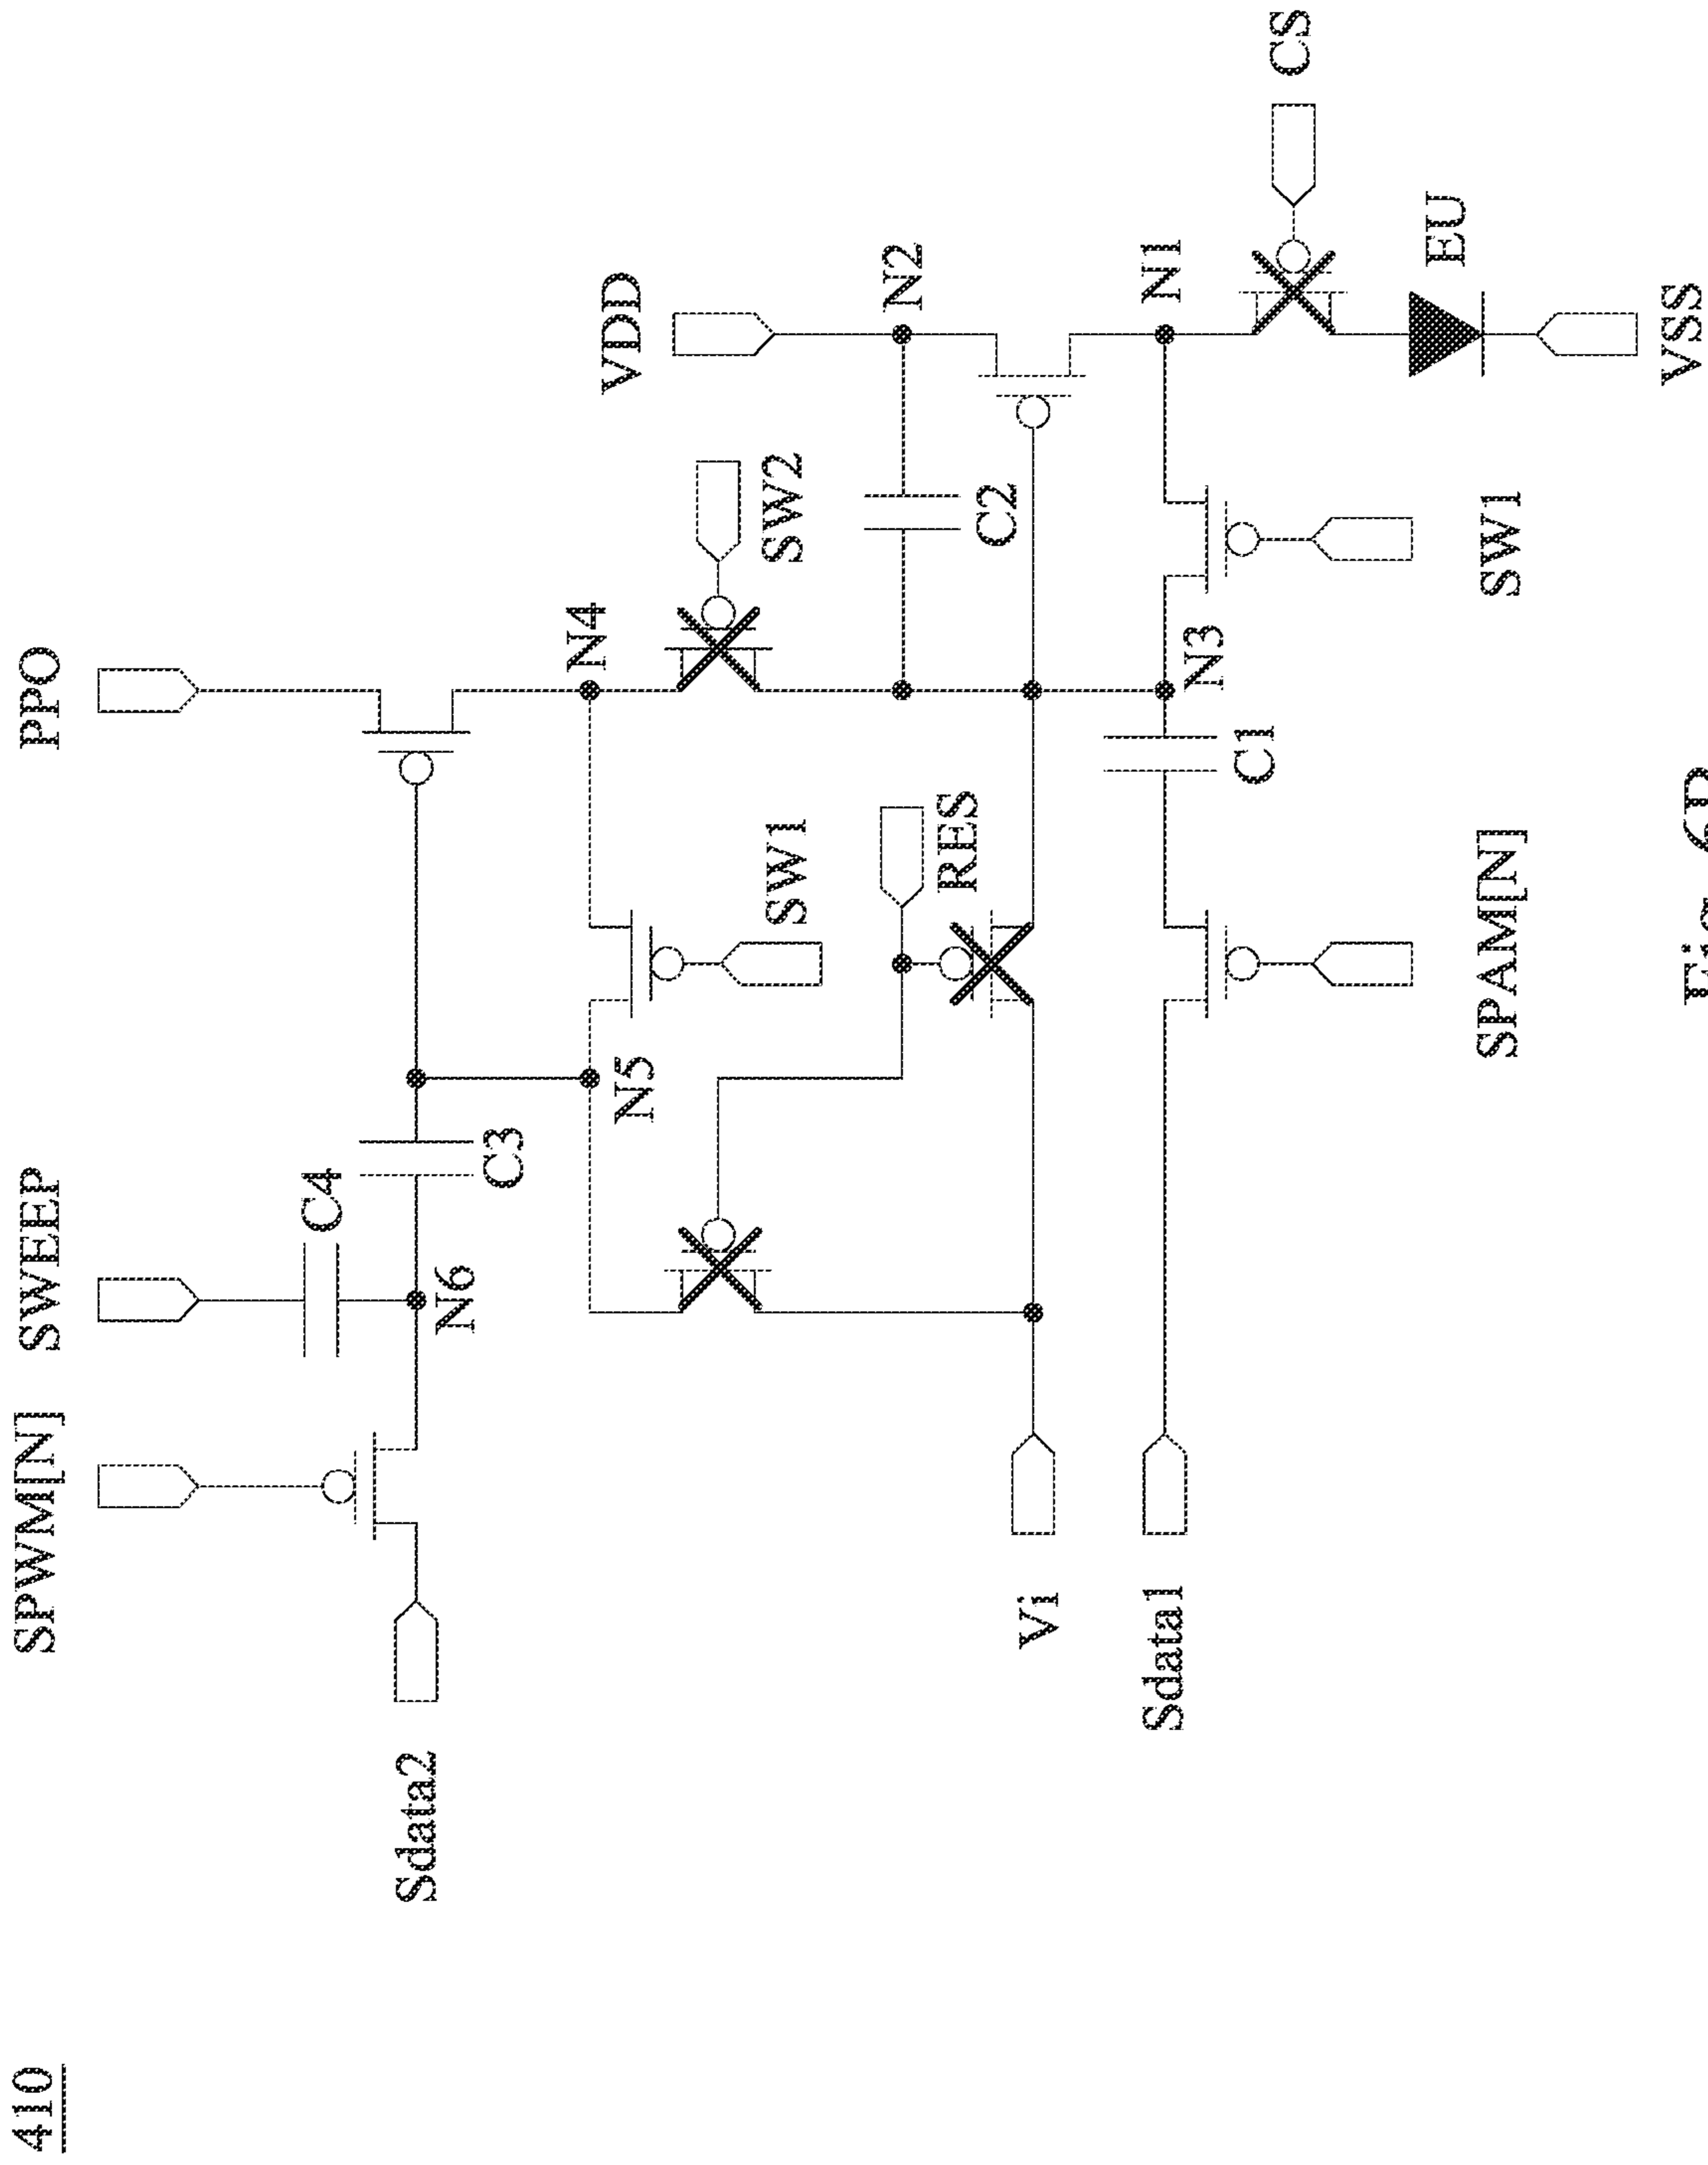 410
SPWM[N]
SWEEP
PPO
C4
Sdata2
N6
C3
N5
N4
VDD
SW1
SW2
RES
N2
C2
Vi
Sdata1
C1
N3
N1
CS
SPAM[N]
SW1
EU
VSS